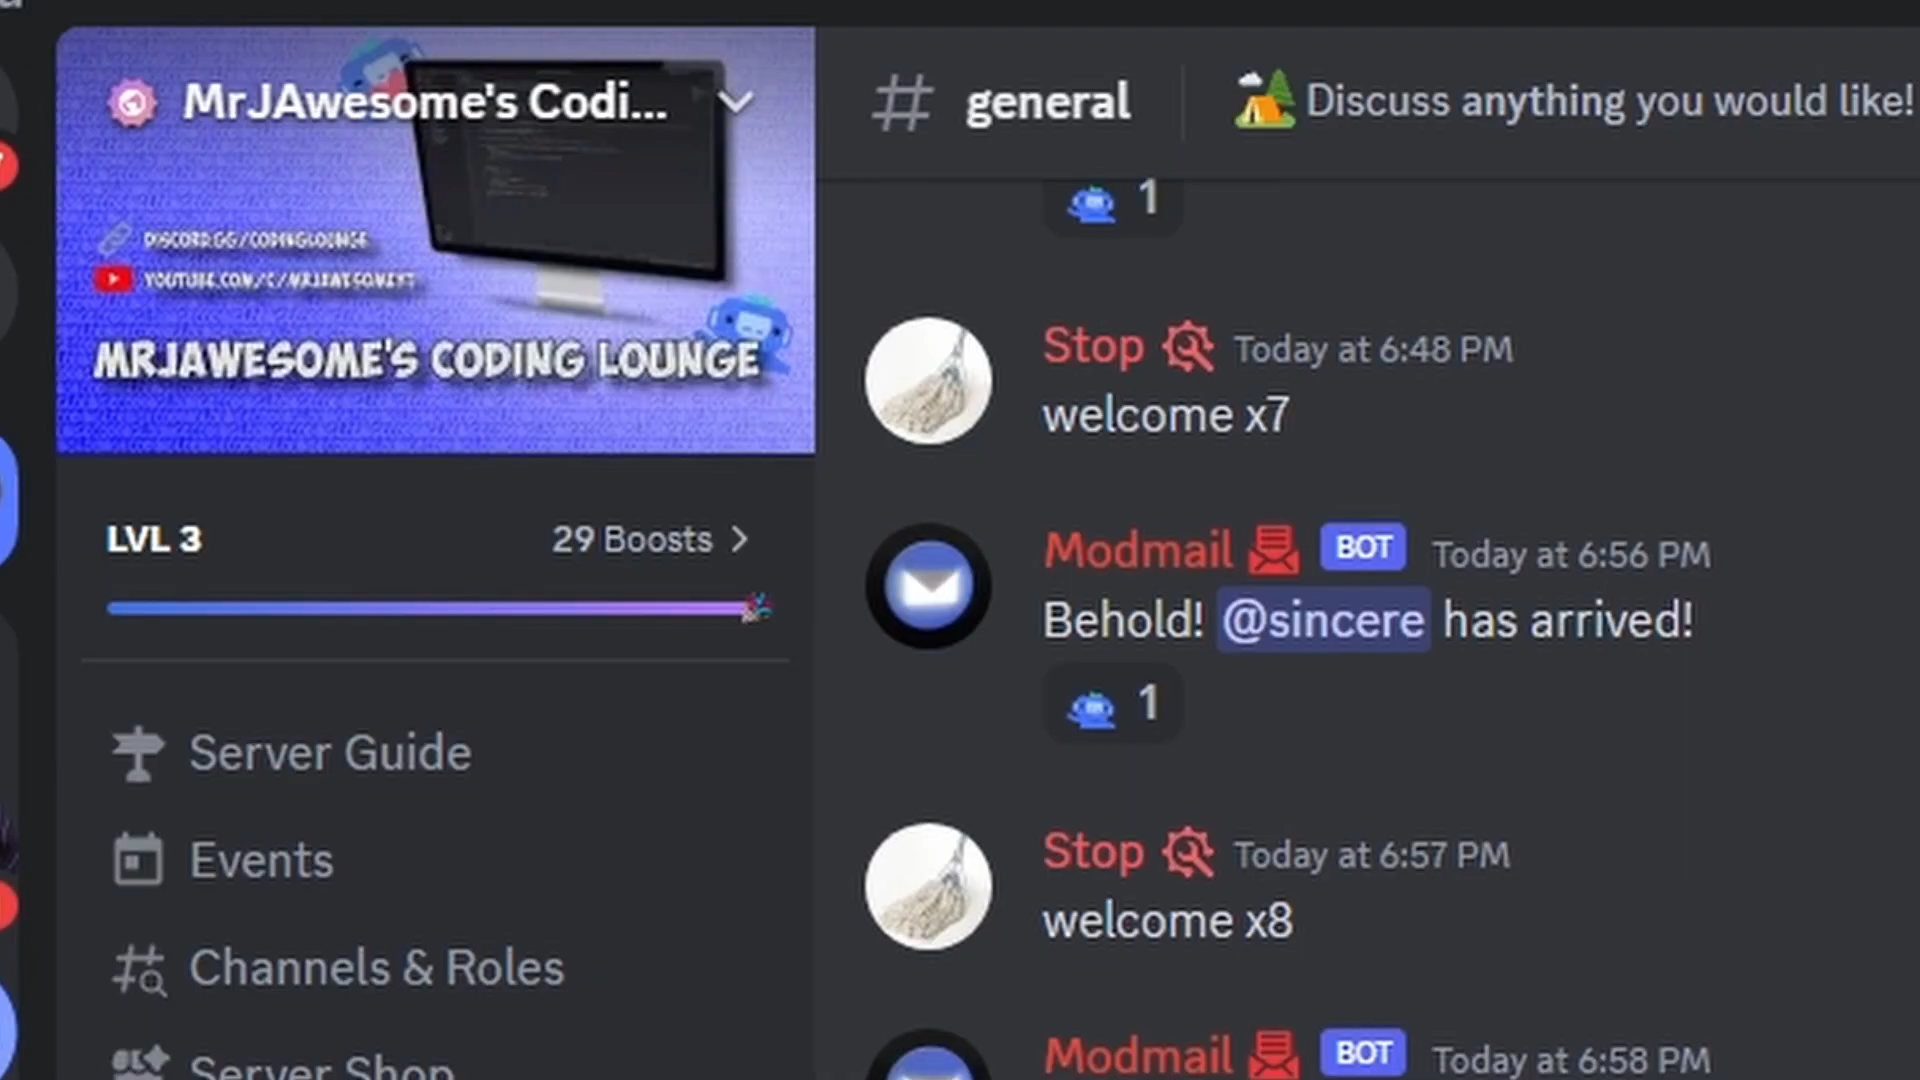 MrJAwesome's Codi...
DISCORD.GG/CODINGLOUNGE
YOUTUBE.COM/C/MRJAWESOMEYT
MRJAWESOME'S CODING LOUNGE
LVL 3
29 Boosts
Server Guide
Events
Channels & Roles
Server Shop
general
Discuss anything you would like!
1
Stop Today at 6:48 PM
welcome x7
Modmail BOT Today at 6:56 PM
Behold! @sincere has arrived!
1
Stop Today at 6:57 PM
welcome x8
Modmail BOT Today at 6:58 PM